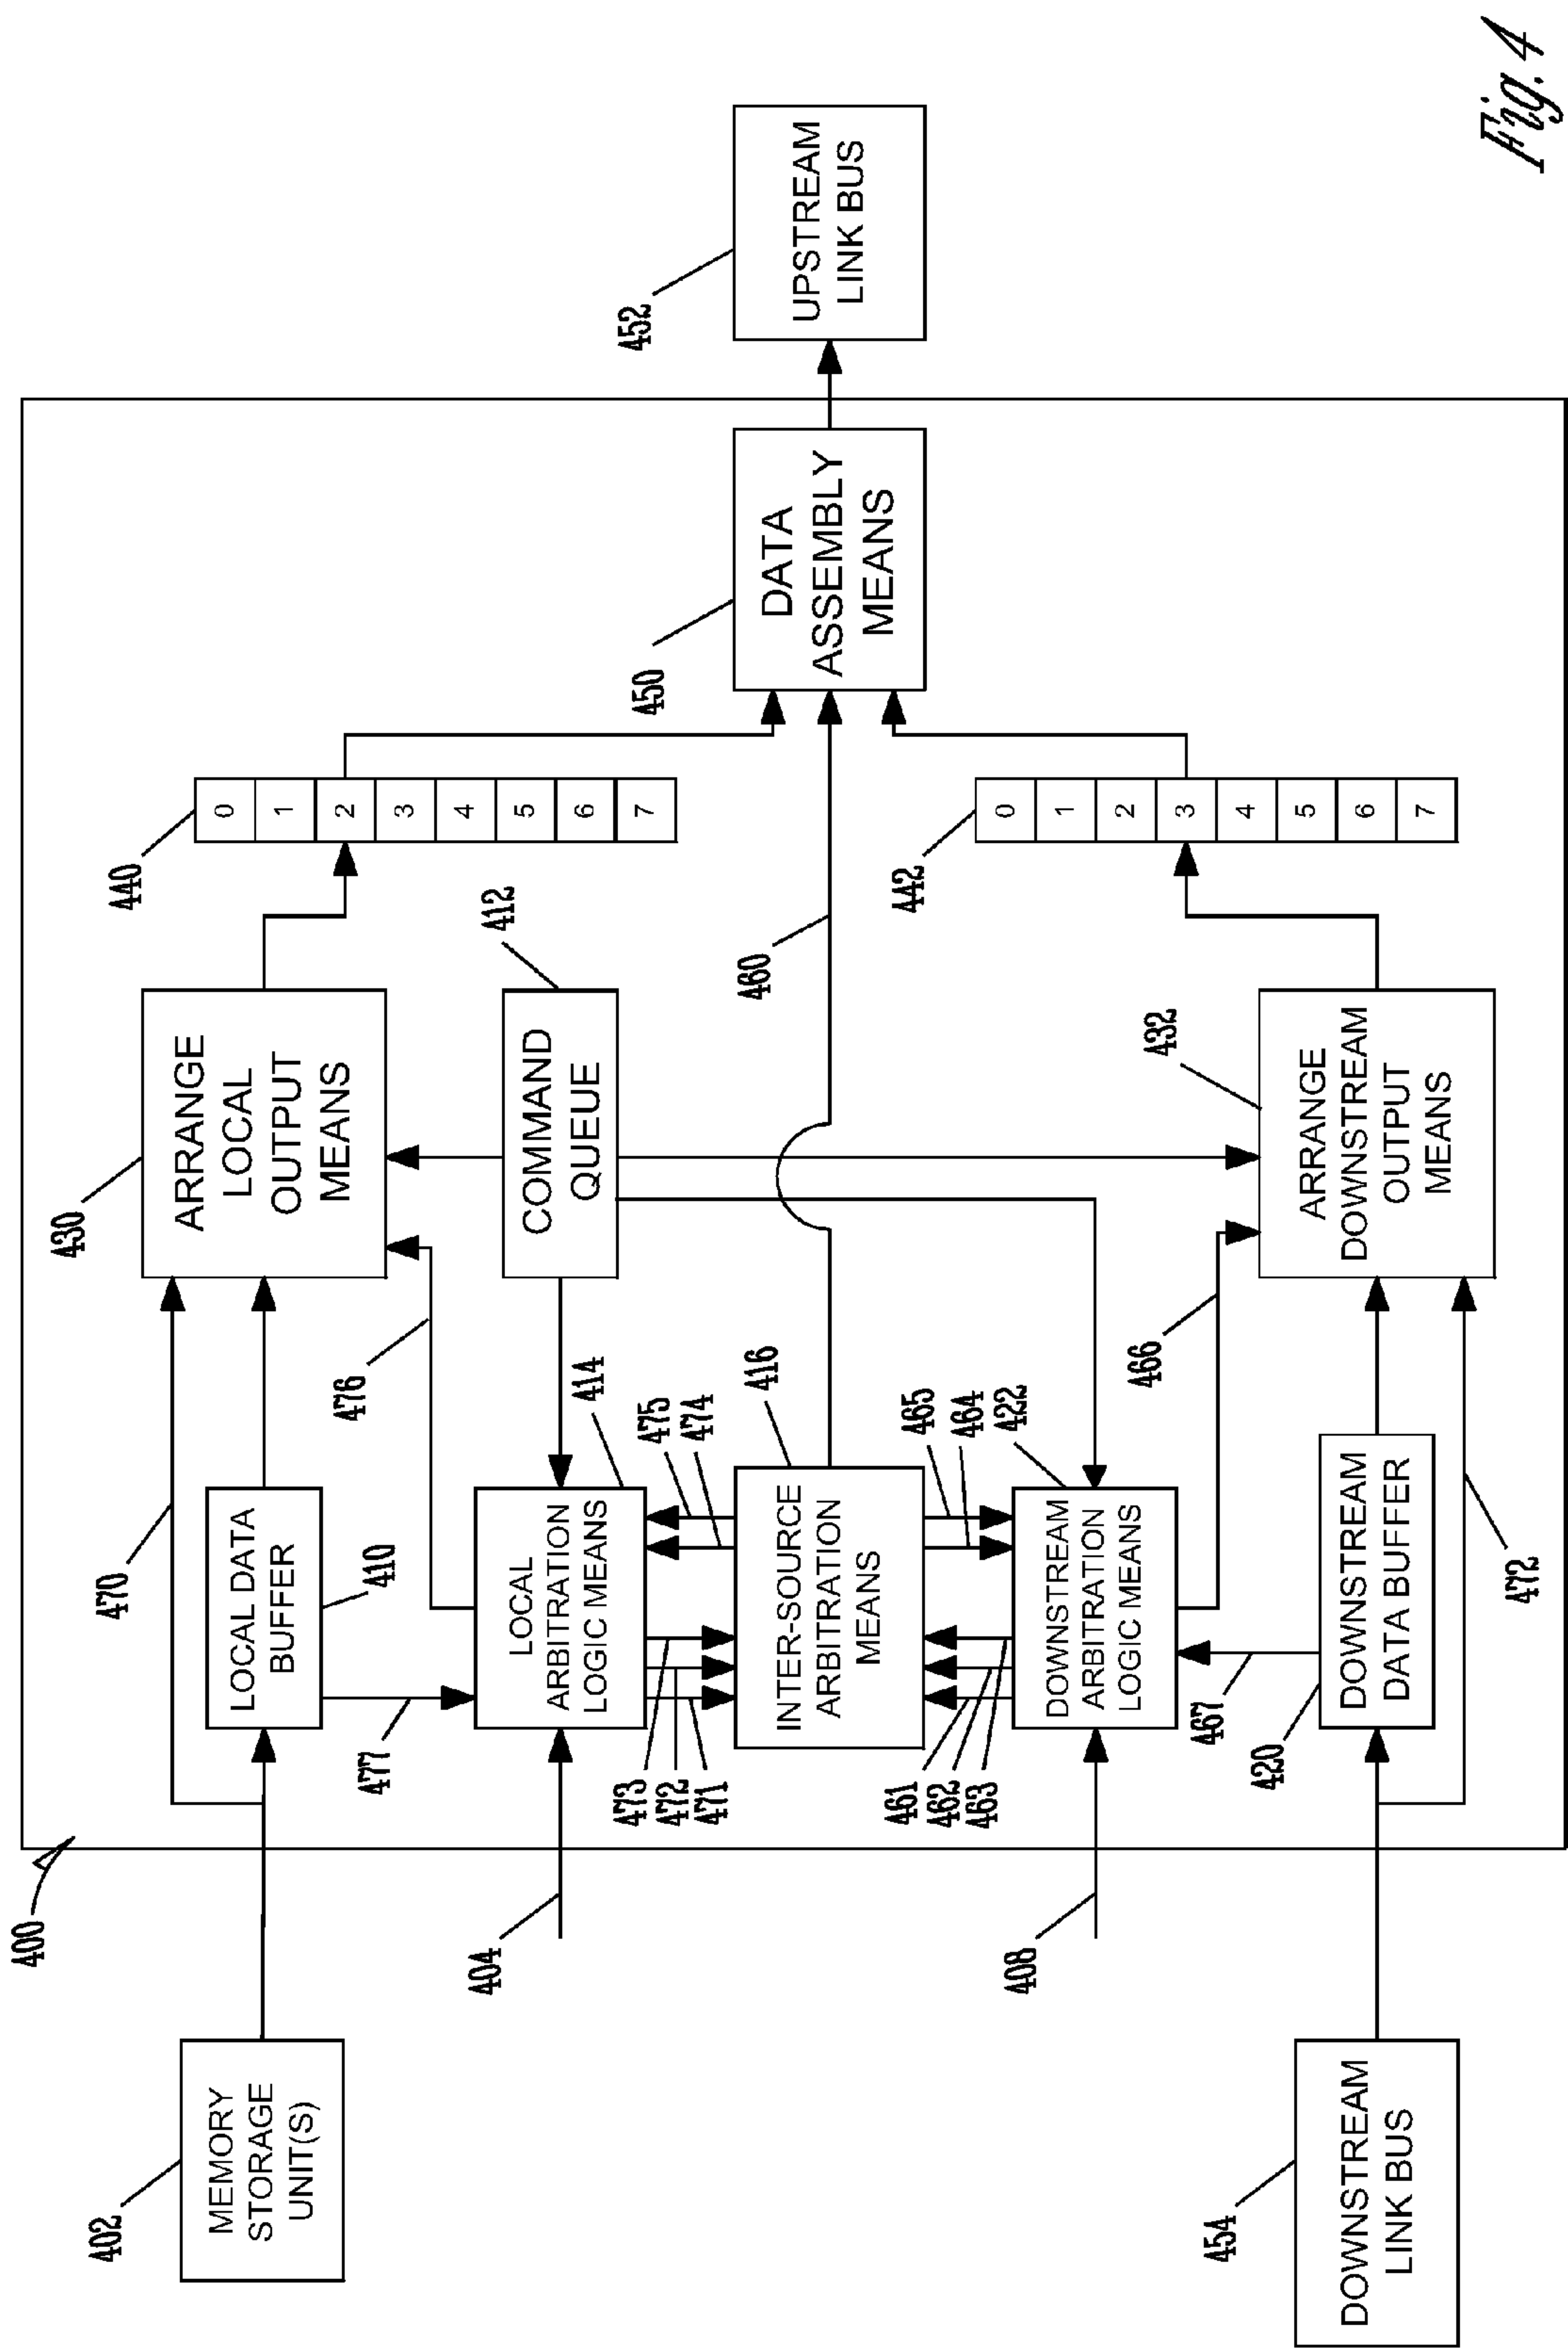 400
402
MEMORY
STORAGE
UNIT(S)
404
408
454
DOWNSTREAM
LINK BUS
470
LOCAL DATA
BUFFER
410
477
476
LOCAL
ARBITRATION
LOGIC MEANS
414
473
472
471
475
474
INTER-SOURCE
ARBITRATION
MEANS
416
461
462
463
465
464
422
DOWNSTREAM
ARBITRATION
LOGIC MEANS
467
466
420
DOWNSTREAM
DATA BUFFER
472
430
ARRANGE
LOCAL
OUTPUT
MEANS
412
COMMAND
QUEUE
460
432
ARRANGE
DOWNSTREAM
OUTPUT
MEANS
440
0
1
2
3
4
5
6
7
442
0
1
2
3
4
5
6
7
450
DATA
ASSEMBLY
MEANS
452
UPSTREAM
LINK BUS
Fig. 4